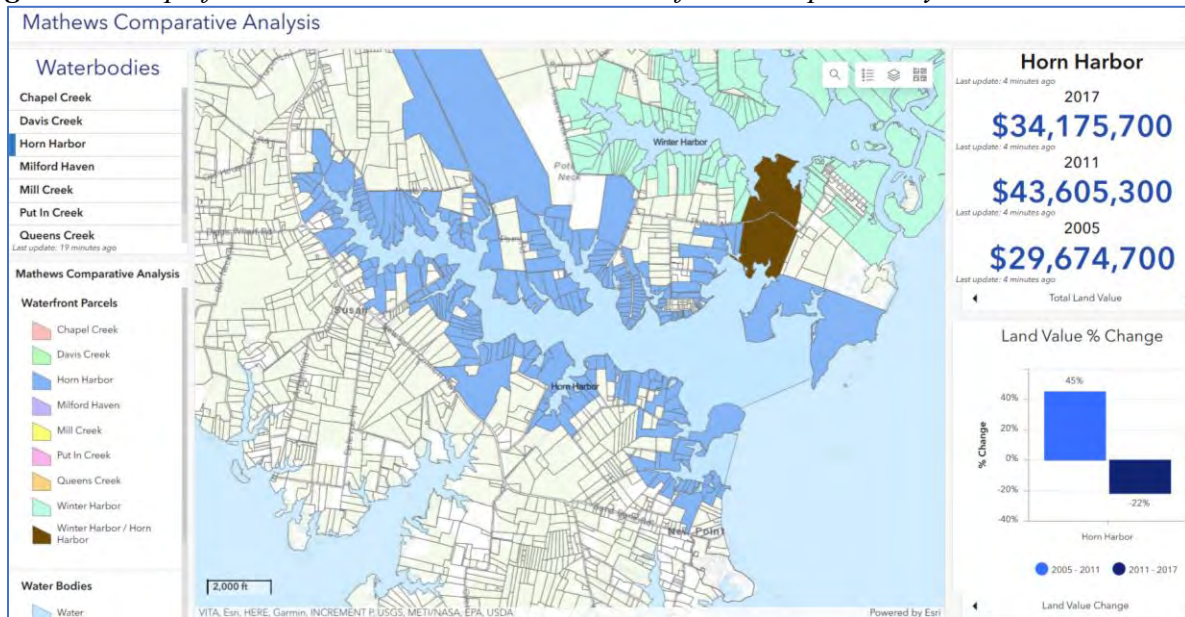 Mathews Comparative Analysis
Waterbodies
Chapel Creek
Davis Creek
Horn Harbor
Milford Haven
Mill Creek
Put In Creek
Queens Creek
Last update: 19 minutes ago
Mathews Comparative Analysis
Waterfront Parcels
Chapel Creek
Davis Creek
Horn Harbor
Milford Haven
Mill Creek
Put In Creek
Queens Creek
Winter Harbor
Winter Harbor / Horn
Harbor
Water Bodies
Water
Winter Harbor
Neck
Susan
Horn Harbor
New Point
2,000 ft
VITA, Esri, HERE, Garmin, INCREMENT P, USGS, METI/NASA, EPA, USDA
Powered by Esri
Horn Harbor
Last update: 4 minutes ago
2017
$34,175,700
Last update: 4 minutes ago
2011
$43,605,300
Last update: 4 minutes ago
2005
$29,674,700
Last update: 4 minutes ago
Total Land Value
Land Value % Change
45%
40%
20%
0%
-20%
-40%
% Change
-22%
Horn Harbor
2005 - 2011
2011 - 2017
Land Value Change